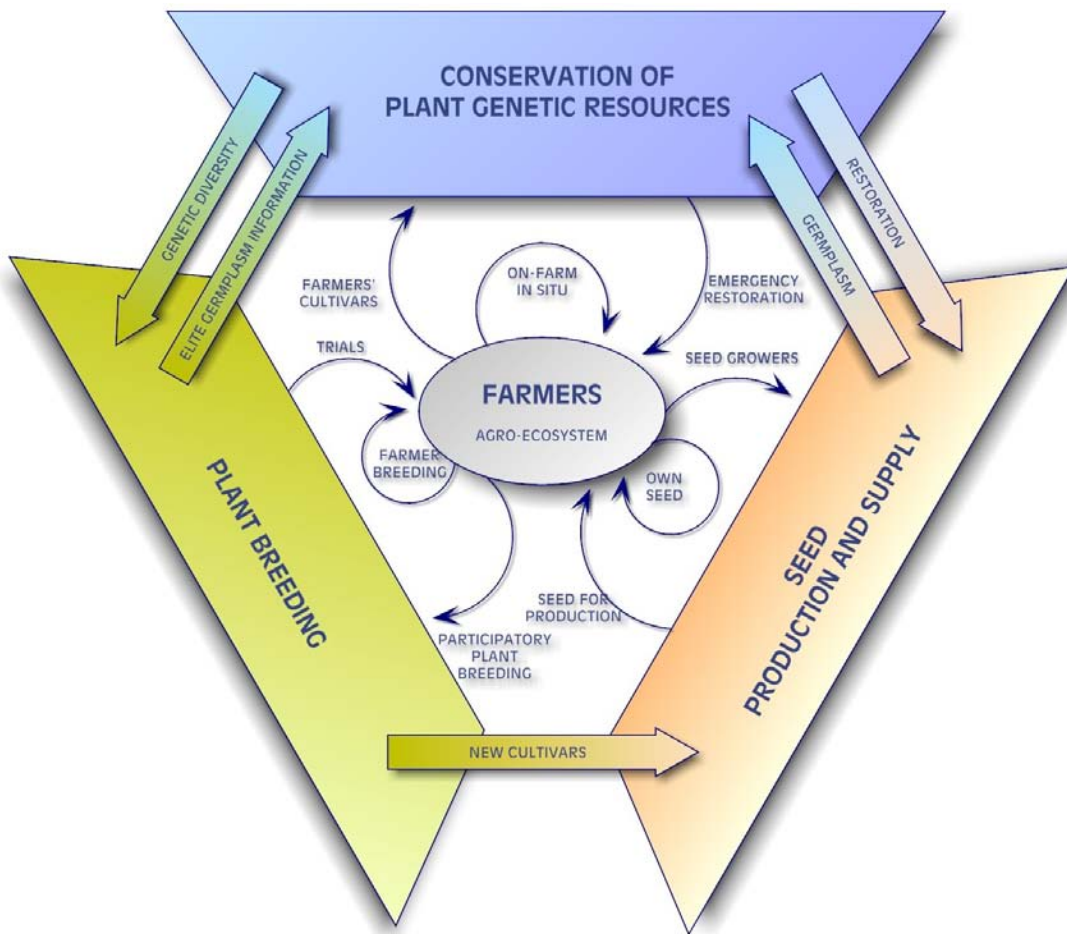 CONSERVATION OF
PLANT GENETIC RESOURCES
GENETIC DIVERSITY
ELITE GERMPLASM INFORMATION
GERMPLASM
RESTORATION
FARMERS'
CULTIVARS
ON-FARM
IN SITU
EMERGENCY
RESTORATION
TRIALS
SEED GROWERS
FARMERS
AGRO-ECOSYSTEM
FARMER
BREEDING
OWN
SEED
PLANT BREEDING
SEED
PRODUCTION AND SUPPLY
SEED FOR
PRODUCTION
PARTICIPATORY
PLANT
BREEDING
NEW CULTIVARS